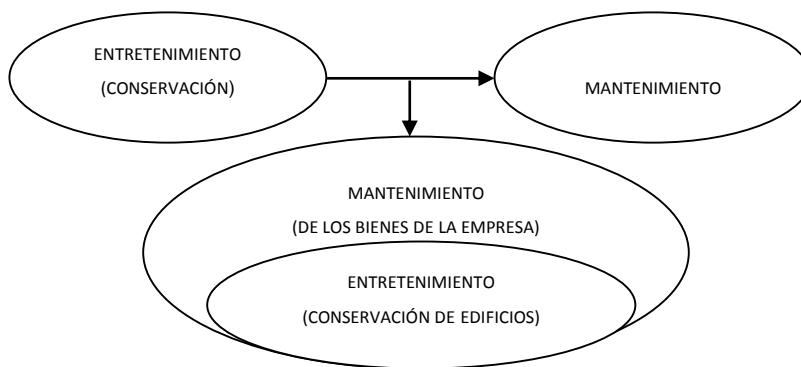 ENTRETENIMIENTO
(CONSERVACIÓN)
MANTENIMIENTO
MANTENIMIENTO
(DE LOS BIENES DE LA EMPRESA)
ENTRETENIMIENTO
(CONSERVACIÓN DE EDIFICIOS)